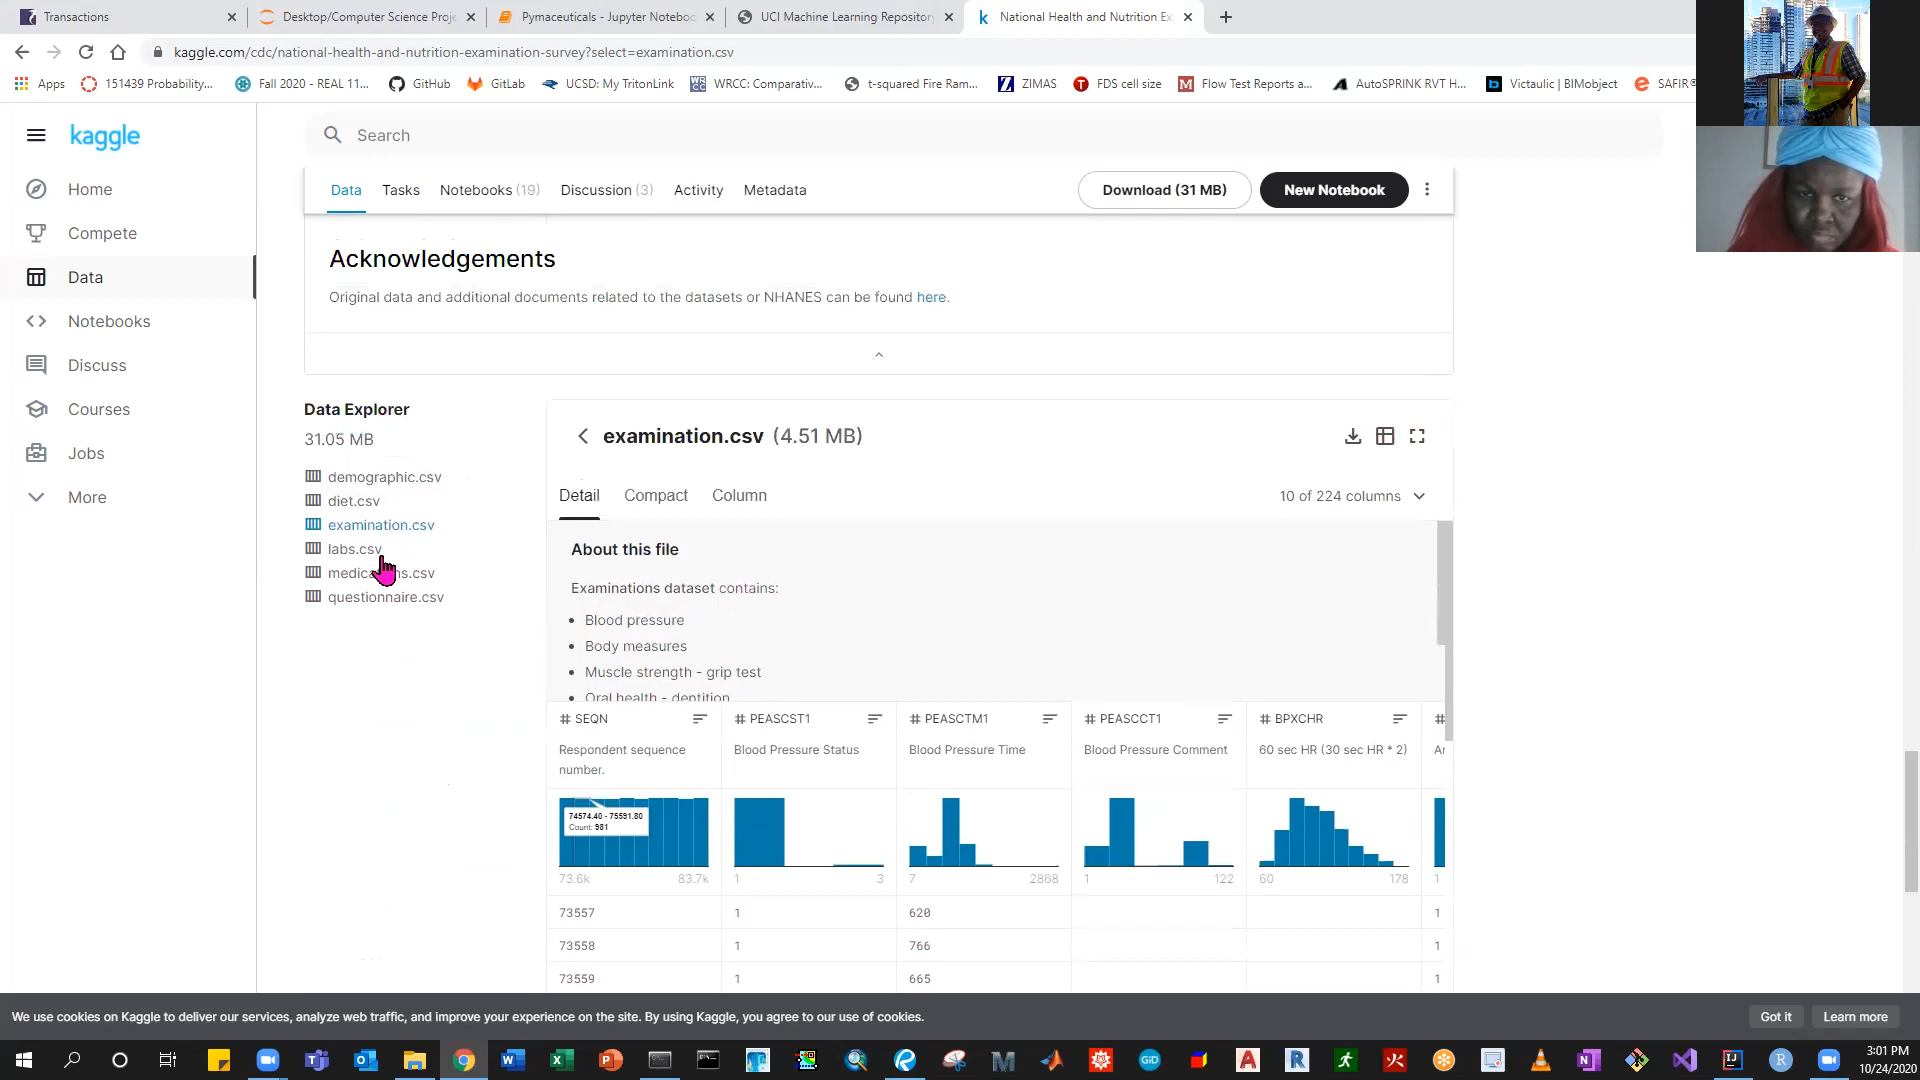 Transactions
Desktop/Computer Science Proje
Pymaceuticals - Jupyter Notebook
UCI Machine Learning Repository
National Health and Nutrition Ex
kaggle.com/cdc/national-health-and-nutrition-examination-survey?select=examination.csv
Apps
151439 Probability...
Fall 2020 - REAL 11...
GitHub
GitLab
UCSD: My TritonLink
WRCC: Comparativ...
t-squared Fire Ram...
ZIMAS
FDS cell size
Flow Test Reports a...
AutoSPRINK RVT H...
Victaulic | BIMobject
SAFIR®
kaggle
Search
Home
Compete
Data
Notebooks
Discuss
Courses
Jobs
More
Data
Tasks
Notebooks (19)
Discussion (3)
Activity
Metadata
Download (31 MB)
New Notebook
Acknowledgements
Original data and additional documents related to the datasets or NHANES can be found here.
Data Explorer
31.05 MB
demographic.csv
diet.csv
examination.csv
labs.csv
questionnaire.csv
examination.csv (4.51 MB)
Detail
Compact
Column
10 of 224 columns
About this file
Examinations dataset contains:
• Blood pressure
• Body measures
• Muscle strength - grip test
• Oral health - dentition
# SEQN
# PEASCST1
# PEASCTM1
# PEASCCT1
# BPXCHR
#
Respondent sequence
number.
Blood Pressure Status
Blood Pressure Time
Blood Pressure Comment
60 sec HR (30 sec HR * 2)
Ar
74574.40 - 75591.80
Count: 981
73.6k 83.7k
1 3
7 2868
1 122
60 178
1
73557 1 620 1
73558 1 766 1
73559 1 665 1
We use cookies on Kaggle to deliver our services, analyze web traffic, and improve your experience on the site. By using Kaggle, you agree to our use of cookies.
Got it
Learn more
3:01 PM
10/24/2020